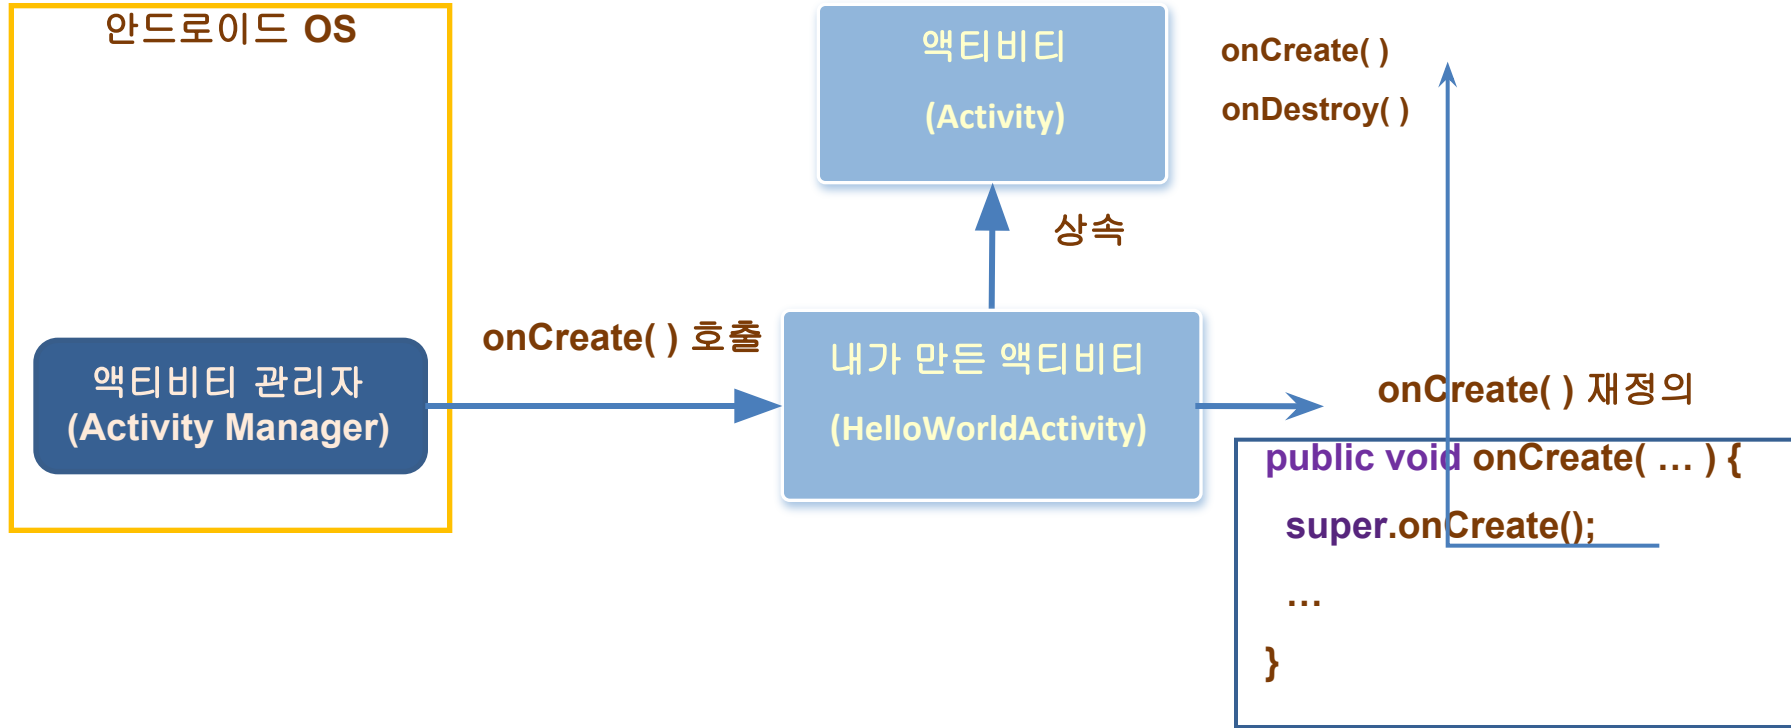 안드로이드 OS
액티비티 관리자
(Activity Manager)
onCreate( ) 호출
액티비티
(Activity)
onCreate( )
onDestroy( )
상속
내가 만든 액티비티
(HelloWorldActivity)
onCreate( ) 재정의
public void onCreate( … ) {
super.onCreate();
…
}